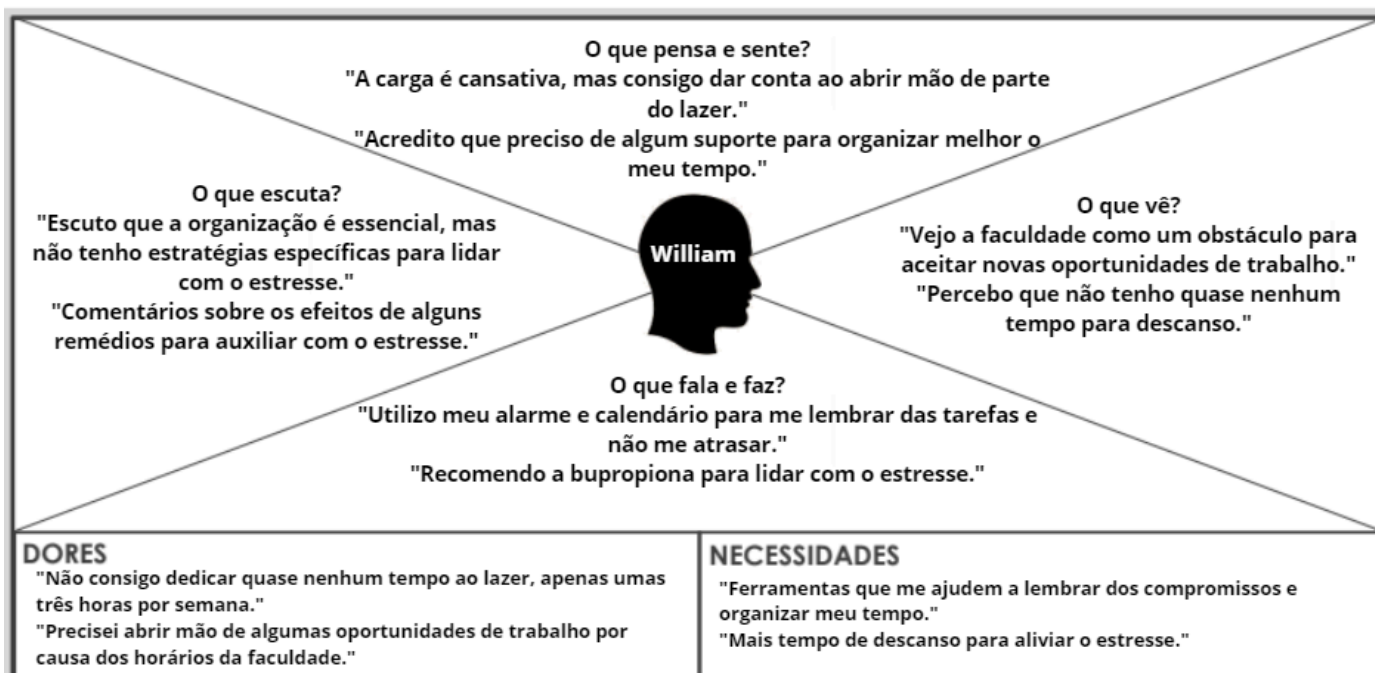 O que pensa e sente?
"A carga é cansativa, mas consigo dar conta ao abrir mão de parte
do lazer."
"Acredito que preciso de algum suporte para organizar melhor o
meu tempo."
O que escuta?
"Escuto que a organização é essencial, mas
não tenho estratégias específicas para lidar
com o estresse."
"Comentários sobre os efeitos de alguns
remédios para auxiliar com o estresse."
William
O que vê?
"Vejo a faculdade como um obstáculo para
aceitar novas oportunidades de trabalho."
"Percebo que não tenho quase nenhum
tempo para descanso."
O que fala e faz?
"Utilizo meu alarme e calendário para me lembrar das tarefas e
não me atrasar."
"Recomendo a bupropiona para lidar com o estresse."
DORES
"Não consigo dedicar quase nenhum tempo ao lazer, apenas umas
três horas por semana."
"Precisei abrir mão de algumas oportunidades de trabalho por
causa dos horários da faculdade."
NECESSIDADES
"Ferramentas que me ajudem a lembrar dos compromissos e
organizar meu tempo."
"Mais tempo de descanso para aliviar o estresse."